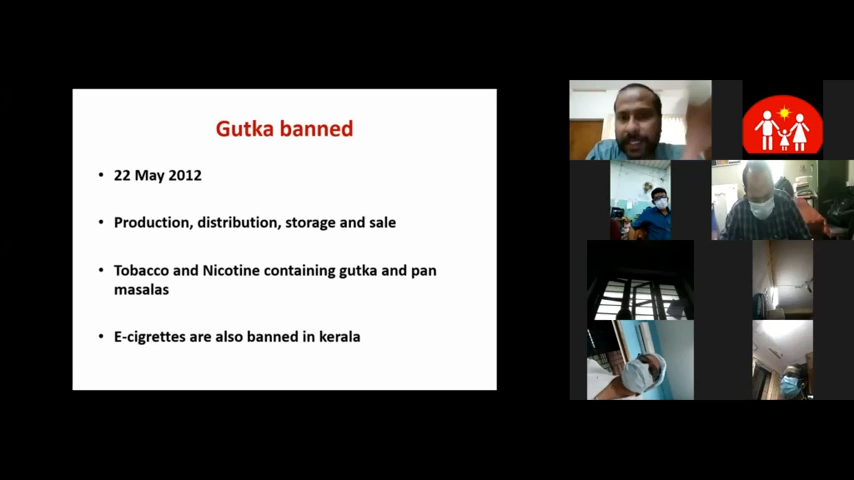 Gutka banned
• 22 May 2012
• Production, distribution, storage and sale
• Tobacco and Nicotine containing gutka and pan
masalas
• E-cigrettes are also banned in kerala